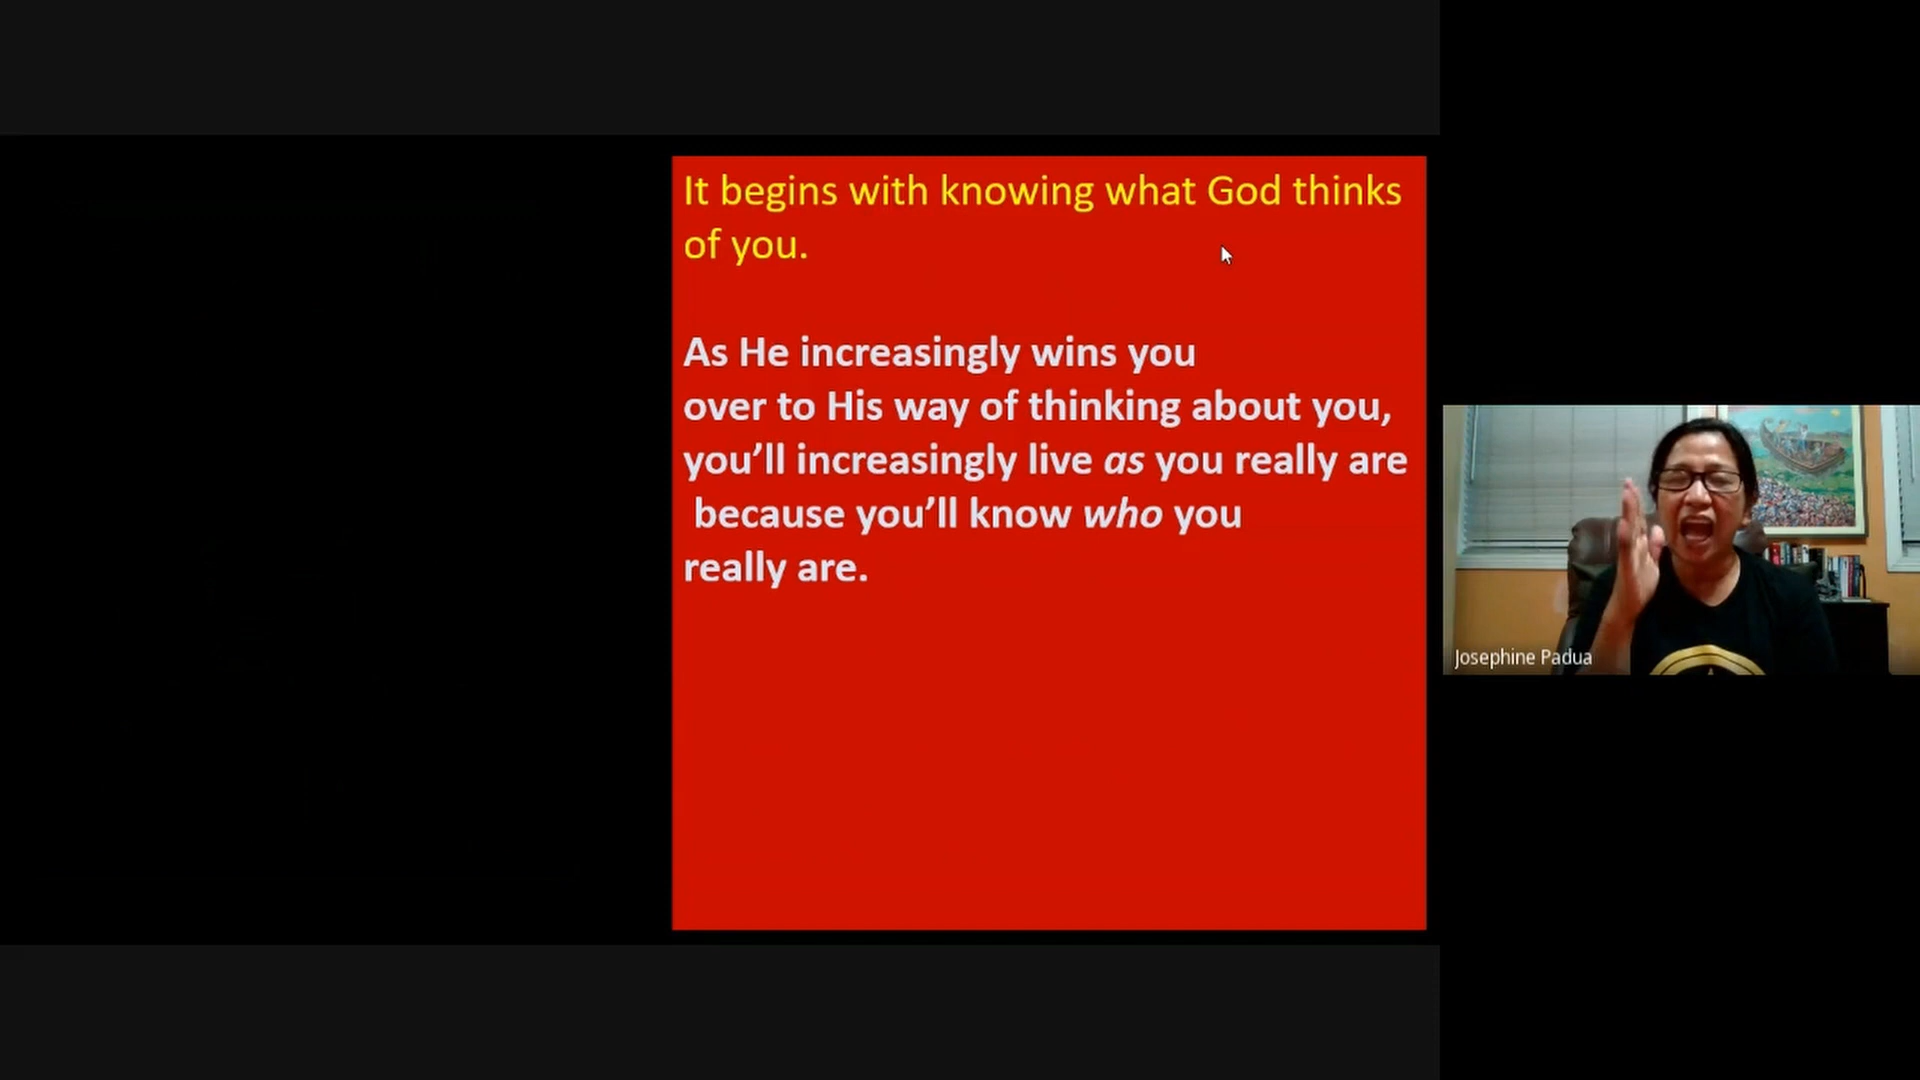 It begins with knowing what God thinks
of you.
As He increasingly wins you
over to His way of thinking about you,
you’ll increasingly live as you really are
because you’ll know who you
really are.
Josephine Padua